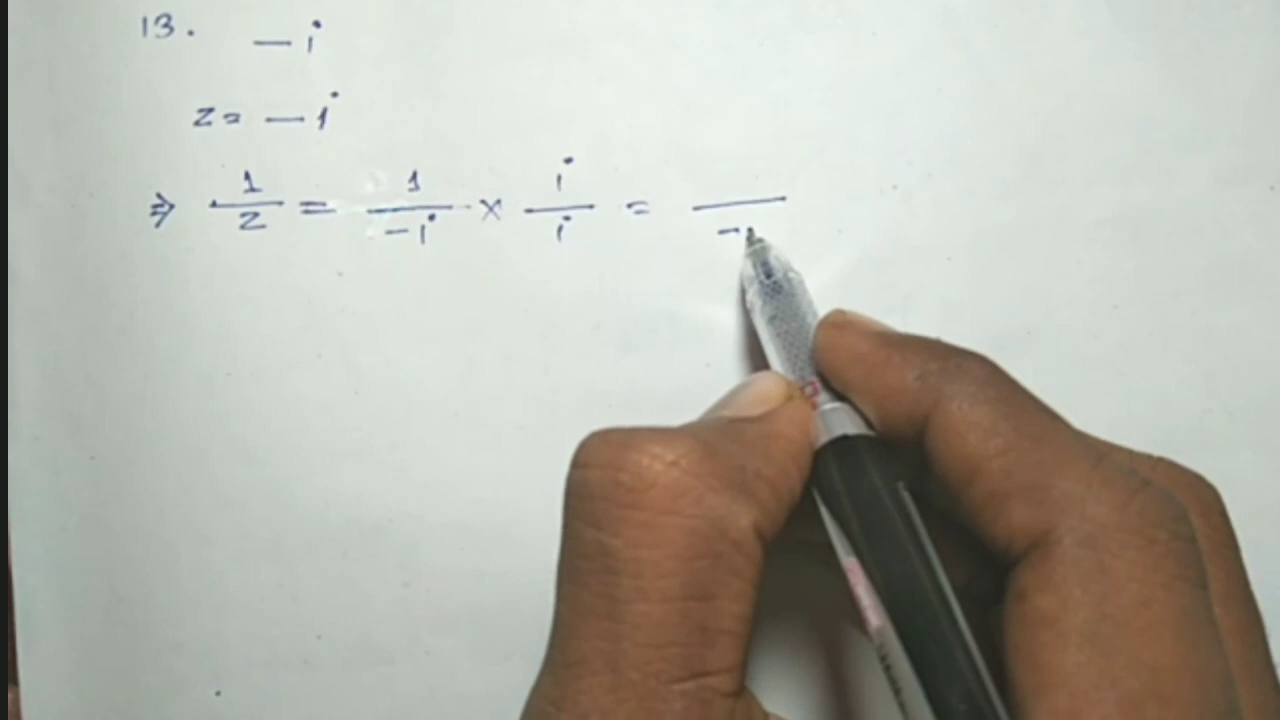 13. - i
z = - i
⇒ 1/z = 1/-i × i/i = /-